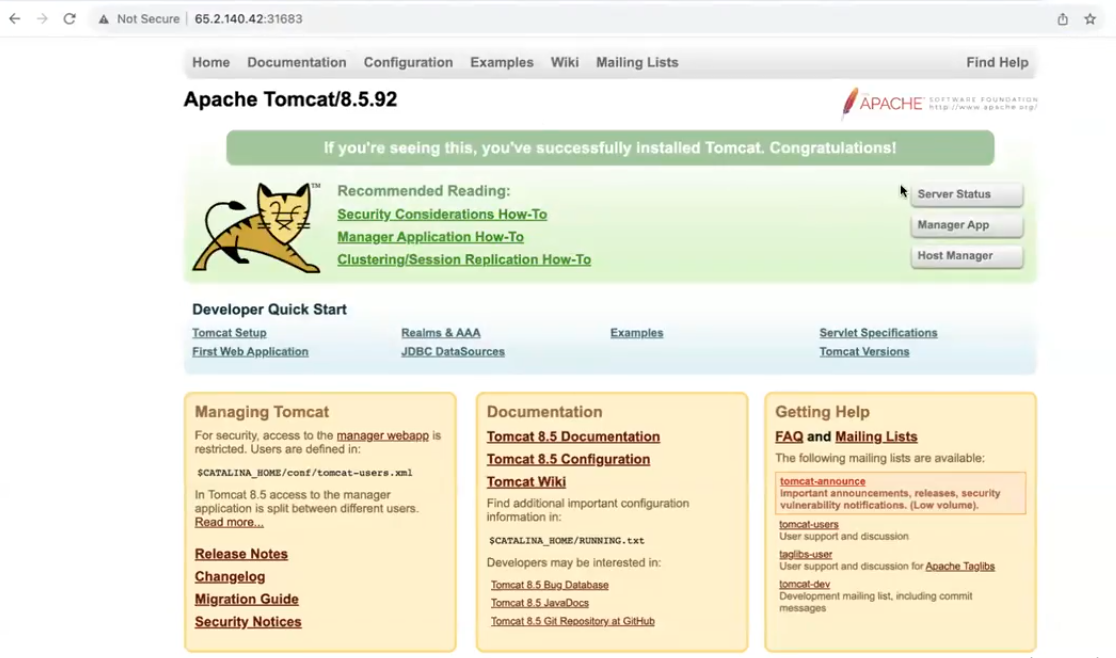 Not Secure 65.2.140.42:31683
Home Documentation Configuration Examples Wiki Mailing Lists Find Help
Apache Tomcat/8.5.92
APACHE™ SOFTWARE FOUNDATION
http://www.apache.org/
If you're seeing this, you've successfully installed Tomcat. Congratulations!
™
Recommended Reading:
Security Considerations How-To
Manager Application How-To
Clustering/Session Replication How-To
Server Status
Manager App
Host Manager
Developer Quick Start
Tomcat Setup
First Web Application
Realms & AAA
JDBC DataSources
Examples
Servlet Specifications
Tomcat Versions
Managing Tomcat
For security, access to the manager webapp is
restricted. Users are defined in:
$CATALINA_HOME/conf/tomcat-users.xml
In Tomcat 8.5 access to the manager
application is split between different users.
Read more...
Release Notes
Changelog
Migration Guide
Security Notices
Documentation
Tomcat 8.5 Documentation
Tomcat 8.5 Configuration
Tomcat Wiki
Find additional important configuration
information in:
$CATALINA_HOME/RUNNING.txt
Developers may be interested in:
Tomcat 8.5 Bug Database
Tomcat 8.5 JavaDocs
Tomcat 8.5 Git Repository at GitHub
Getting Help
FAQ and Mailing Lists
The following mailing lists are available:
tomcat-announce
Important announcements, releases, security
vulnerability notifications. (Low volume).
tomcat-users
User support and discussion
taglibs-user
User support and discussion for Apache Taglibs
tomcat-dev
Development mailing list, including commit
messages